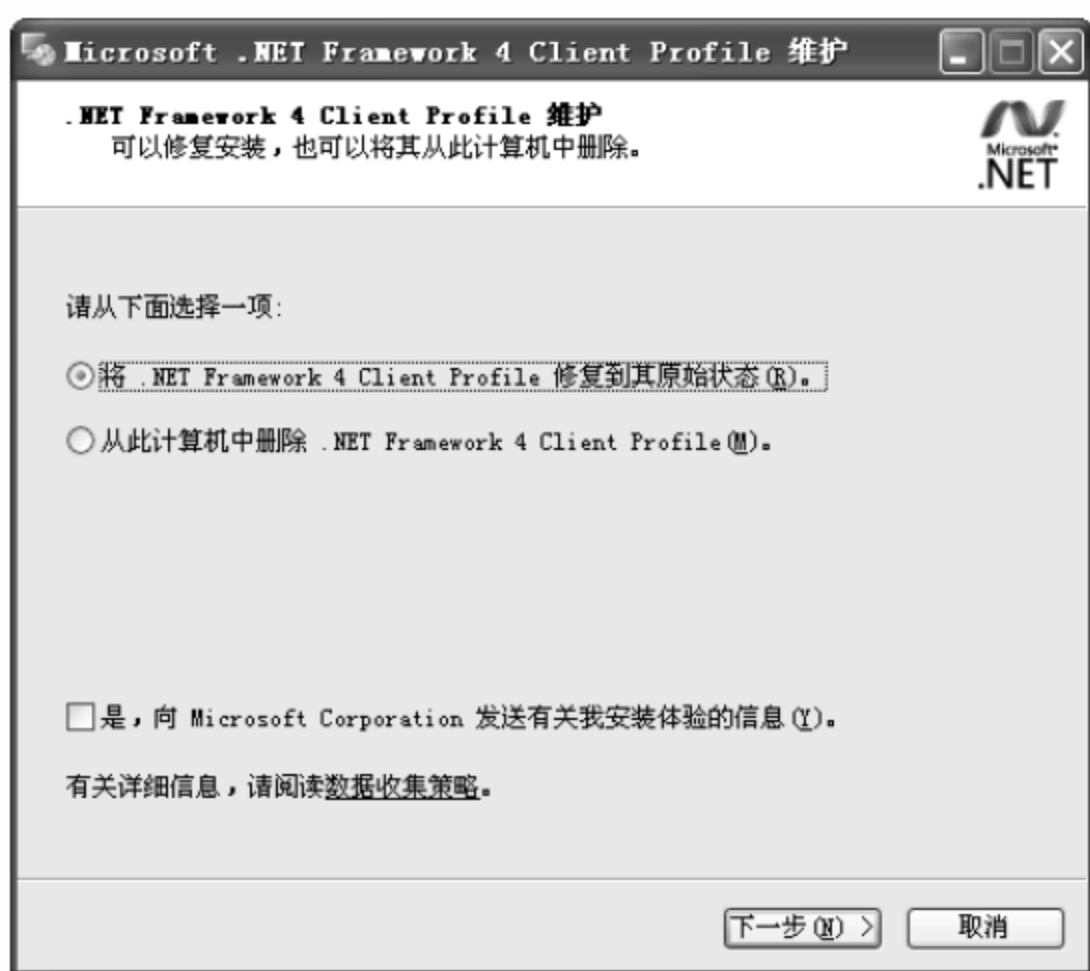 Microsoft .NET Framework 4 Client Profile 维护
.NET Framework 4 Client Profile 维护
可以修复安装，也可以将其从此计算机中删除。
Microsoft
.NET
请从下面选择一项:
将 .NET Framework 4 Client Profile 修复到其原始状态(R)。
从此计算机中删除 .NET Framework 4 Client Profile(M)。
是，向 Microsoft Corporation 发送有关我安装体验的信息(Y)。
有关详细信息，请阅读数据收集策略。
下一步(N) > 取消